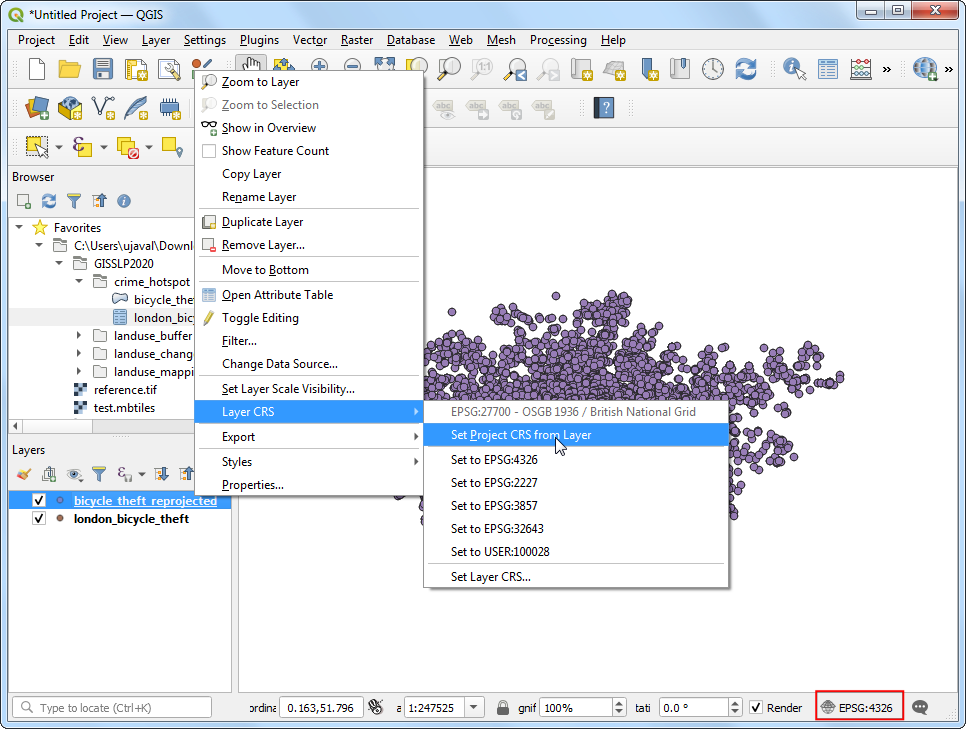 *Untitled Project — QGIS
Project Edit View Layer Settings Plugins Vector Raster Database Web Mesh Processing Help
Browser
Favorites
C:\Users\ujaval\Downl
GISSLP2020
crime_hotspot
bicycle_the
london_bicy
landuse_buffer
landuse_chang
landuse_mappi
reference.tif
test.mbtiles
Layers
bicycle_theft_reprojected
london_bicycle_theft
Zoom to Layer
Zoom to Selection
Show in Overview
Show Feature Count
Copy Layer
Rename Layer
Duplicate Layer
Remove Layer...
Move to Bottom
Open Attribute Table
Toggle Editing
Filter...
Change Data Source...
Set Layer Scale Visibility...
Layer CRS
Export
Styles
Properties...
EPSG:27700 - OSGB 1936 / British National Grid
Set Project CRS from Layer
Set to EPSG:4326
Set to EPSG:2227
Set to EPSG:3857
Set to EPSG:32643
Set to USER:100028
Set Layer CRS...
Type to locate (Ctrl+K) ordina 0.163,51.796 a 1:247525 gnif 100% tati 0.0 ° Render EPSG:4326